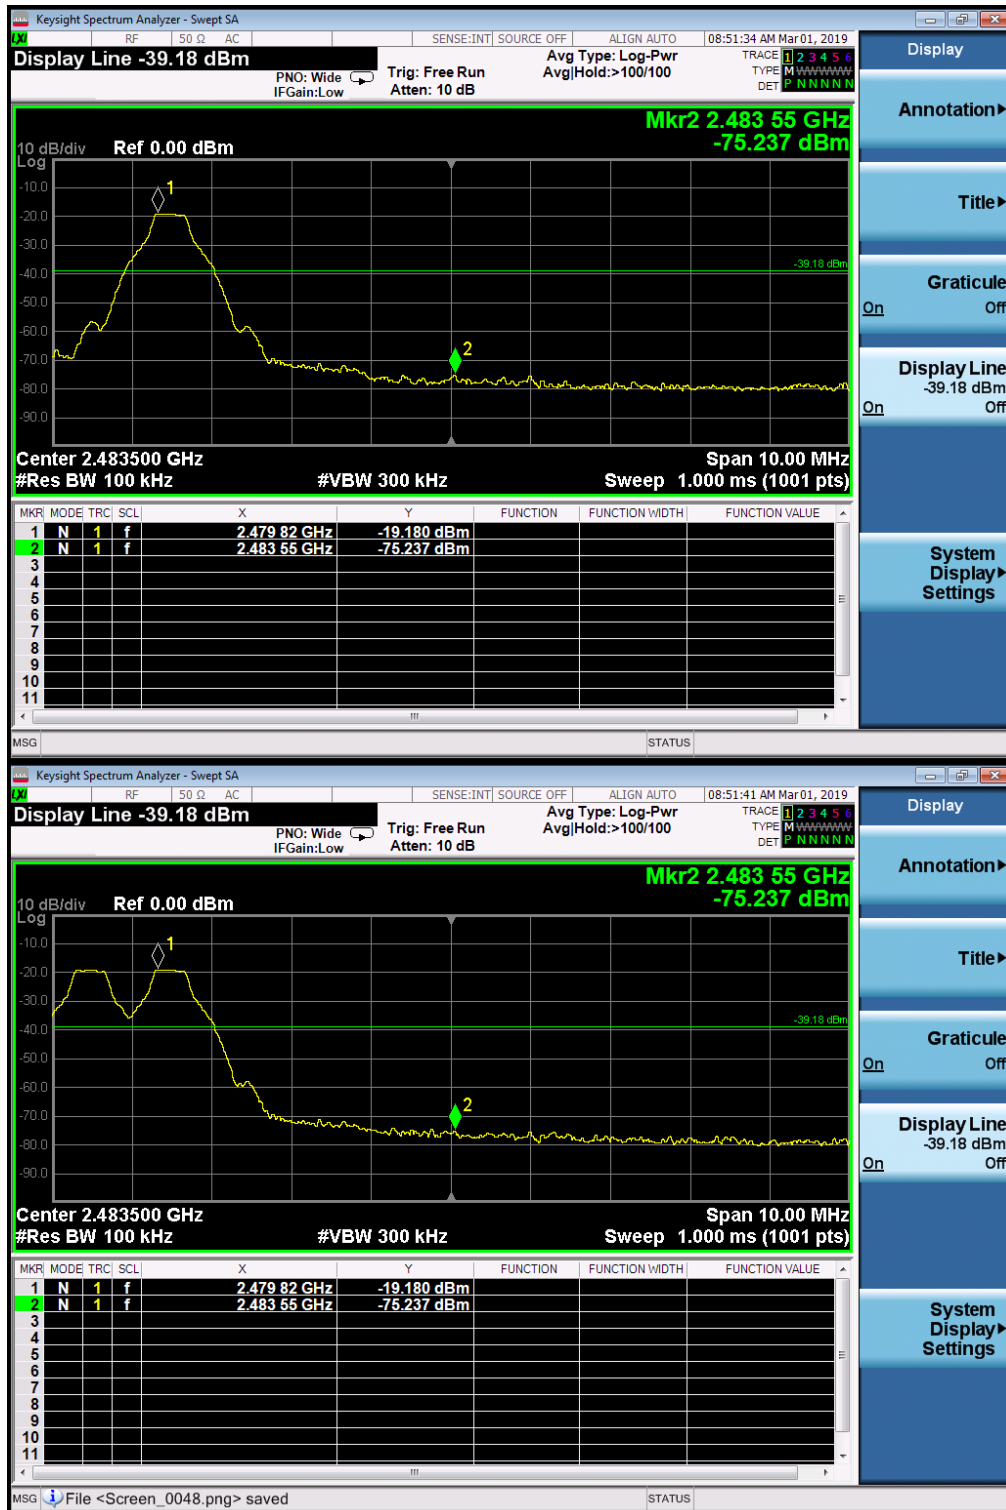 Keysight Spectrum Analyzer - Swept SA
LXI RF 50 Ω AC SENSE:INT SOURCE OFF ALIGN AUTO 08:51:34 AM Mar 01, 2019
Display Line -39.18 dBm
PNO: Wide
IFGain:Low
Trig: Free Run
Atten: 10 dB
Avg Type: Log-Pwr
Avg|Hold:>100/100
TRACE 1 2 3 4 5 6
TYPE M WWWWW
DET P N N N N N
Mkr2 2.483 55 GHz
-75.237 dBm
10 dB/div Ref 0.00 dBm
Log
-10.0
-20.0
-30.0
-40.0
-50.0
-60.0
-70.0
-80.0
-90.0
1
-39.18 dBm
2
Center 2.483500 GHz Span 10.00 MHz
#Res BW 100 kHz #VBW 300 kHz Sweep 1.000 ms (1001 pts)
MKR MODE TRC SCL X Y FUNCTION FUNCTION WIDTH FUNCTION VALUE
1 N 1 f 2.479 82 GHz -19.180 dBm
2 N 1 f 2.483 55 GHz -75.237 dBm
3
4
5
6
7
8
9
10
11
MSG STATUS
Display
Annotation
Title
Graticule
On Off
Display Line
-39.18 dBm
On Off
System
Display
Settings
Keysight Spectrum Analyzer - Swept SA
LXI RF 50 Ω AC SENSE:INT SOURCE OFF ALIGN AUTO 08:51:41 AM Mar 01, 2019
Display Line -39.18 dBm
PNO: Wide
IFGain:Low
Trig: Free Run
Atten: 10 dB
Avg Type: Log-Pwr
Avg|Hold:>100/100
TRACE 1 2 3 4 5 6
TYPE M WWWWW
DET P N N N N N
Mkr2 2.483 55 GHz
-75.237 dBm
10 dB/div Ref 0.00 dBm
Log
-10.0
-20.0
-30.0
-40.0
-50.0
-60.0
-70.0
-80.0
-90.0
1
-39.18 dBm
2
Center 2.483500 GHz Span 10.00 MHz
#Res BW 100 kHz #VBW 300 kHz Sweep 1.000 ms (1001 pts)
MKR MODE TRC SCL X Y FUNCTION FUNCTION WIDTH FUNCTION VALUE
1 N 1 f 2.479 82 GHz -19.180 dBm
2 N 1 f 2.483 55 GHz -75.237 dBm
3
4
5
6
7
8
9
10
11
MSG File <Screen_0048.png> saved STATUS
Display
Annotation
Title
Graticule
On Off
Display Line
-39.18 dBm
On Off
System
Display
Settings